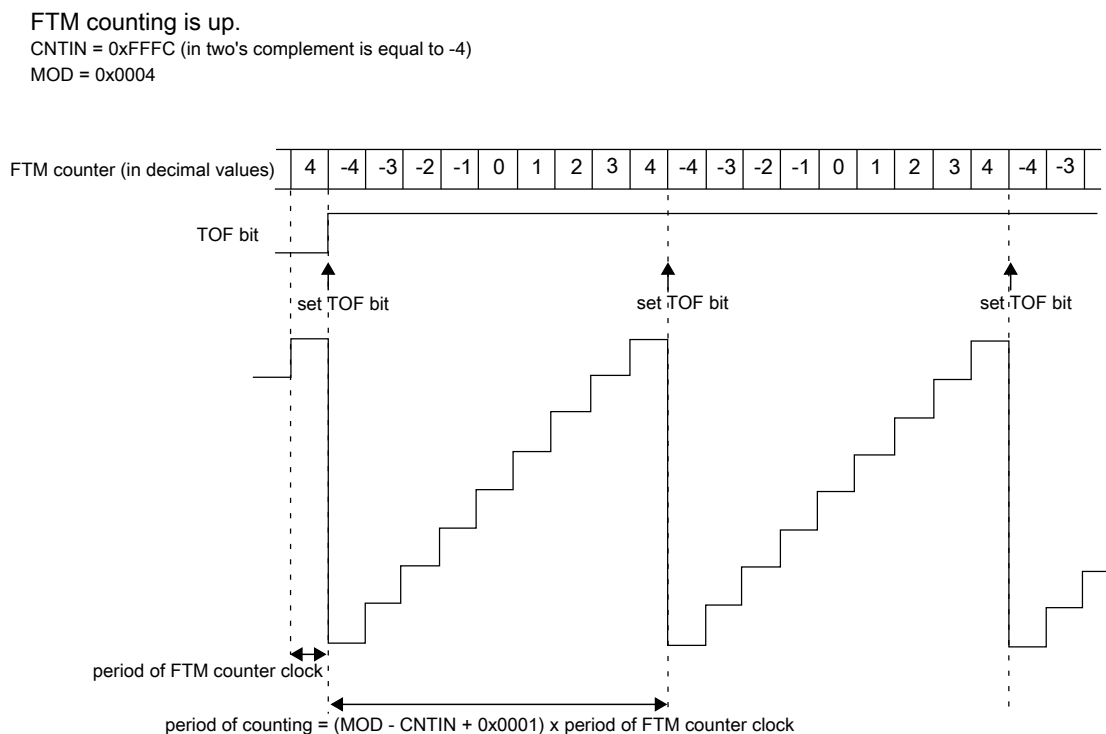 FTM counting is up.
CNTIN = 0xFFFC (in two's complement is equal to -4)
MOD = 0x0004
FTM counter (in decimal values) 4 -4 -3 -2 -1 0 1 2 3 4 -4 -3 -2 -1 0 1 2 3 4 -4 -3
TOF bit
set TOF bit set TOF bit set TOF bit
period of FTM counter clock
period of counting = (MOD - CNTIN + 0x0001) x period of FTM counter clock